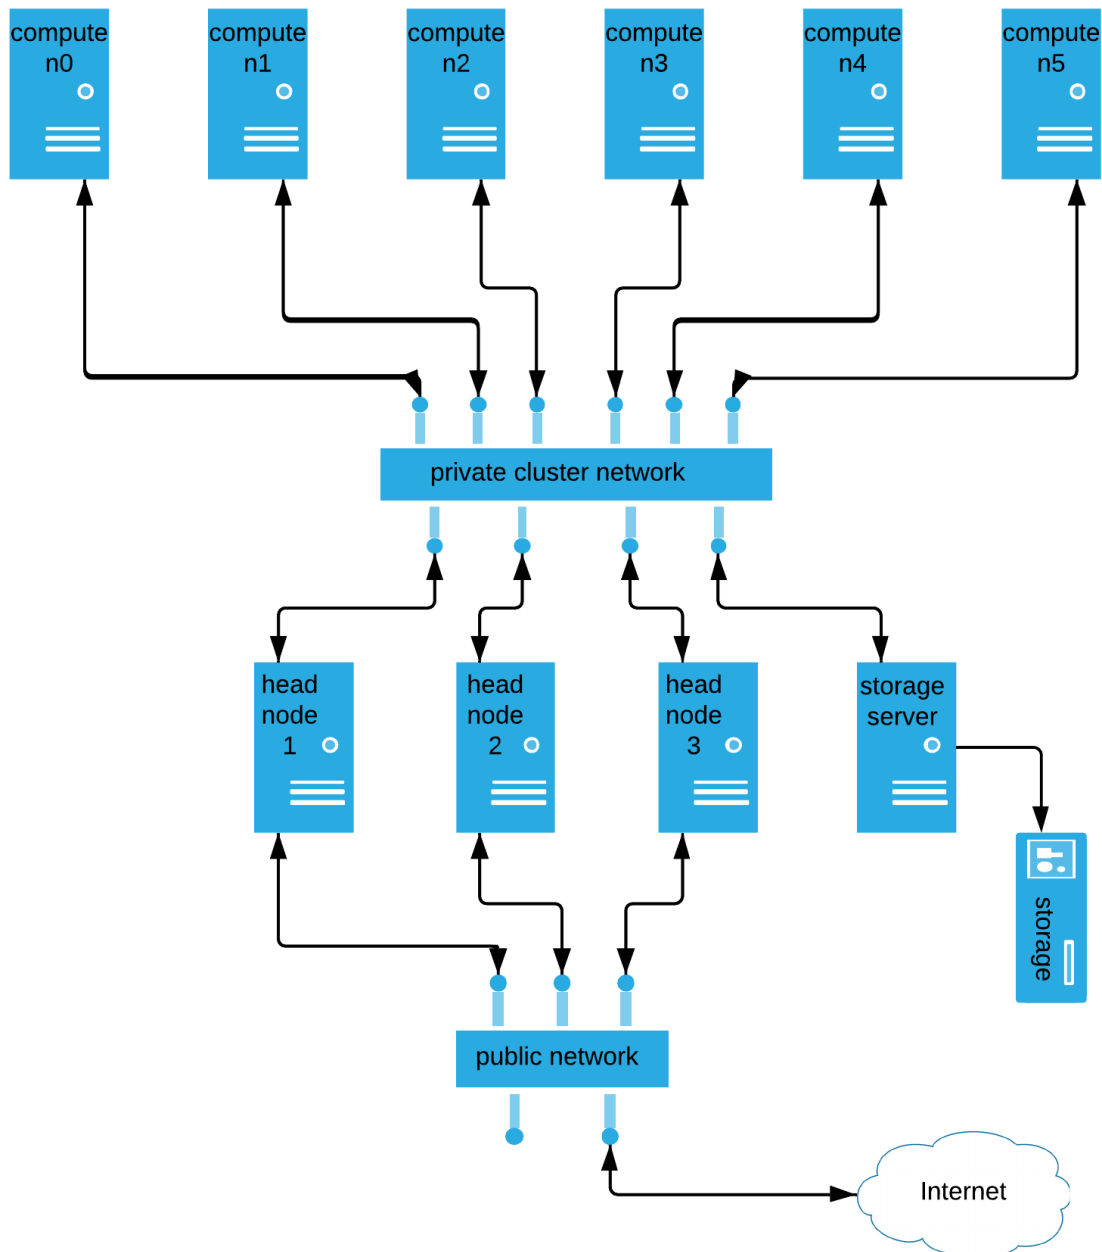 compute
n0
compute
n1
compute
n2
compute
n3
compute
n4
compute
n5
private cluster network
head
node
1
head
node
2
head
node
3
storage
server
storage
public network
Internet